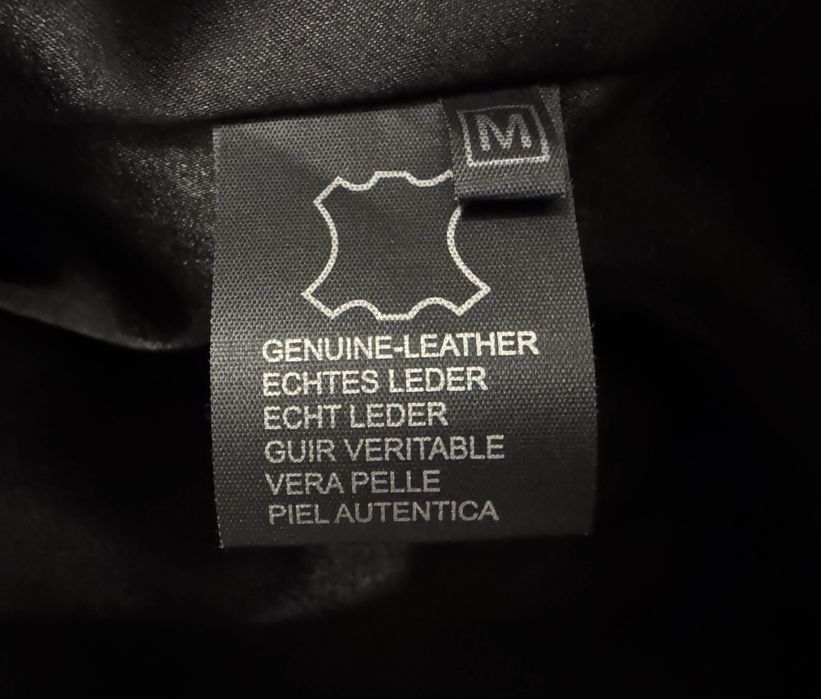 M
GENUINE-LEATHER
ECHTES LEDER
ECHT LEDER
GUIR VERITABLE
VERA PELLE
PIEL AUTENTICA